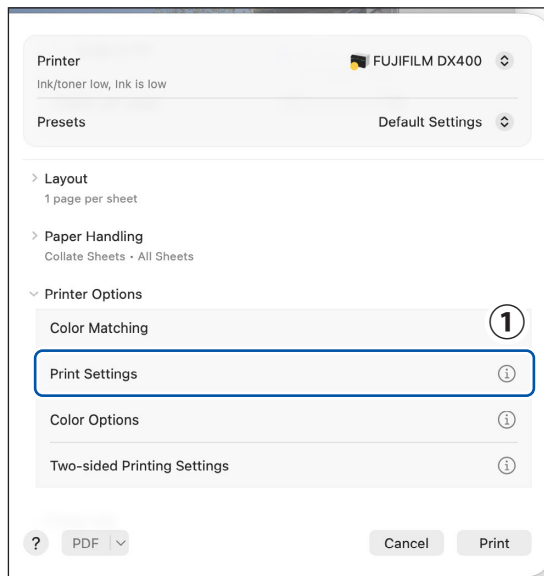 Printer FUJIFILM DX400
Ink/toner low, Ink is low
Presets Default Settings
Layout
1 page per sheet
Paper Handling
Collate Sheets • All Sheets
Printer Options
Color Matching ①
Print Settings
Color Options
Two-sided Printing Settings
? PDF Cancel Print